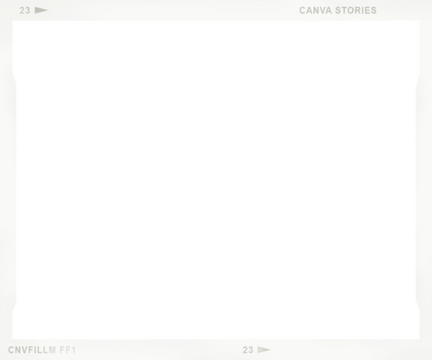 23 CANVA STORIES
CNVFILLM FF1 23